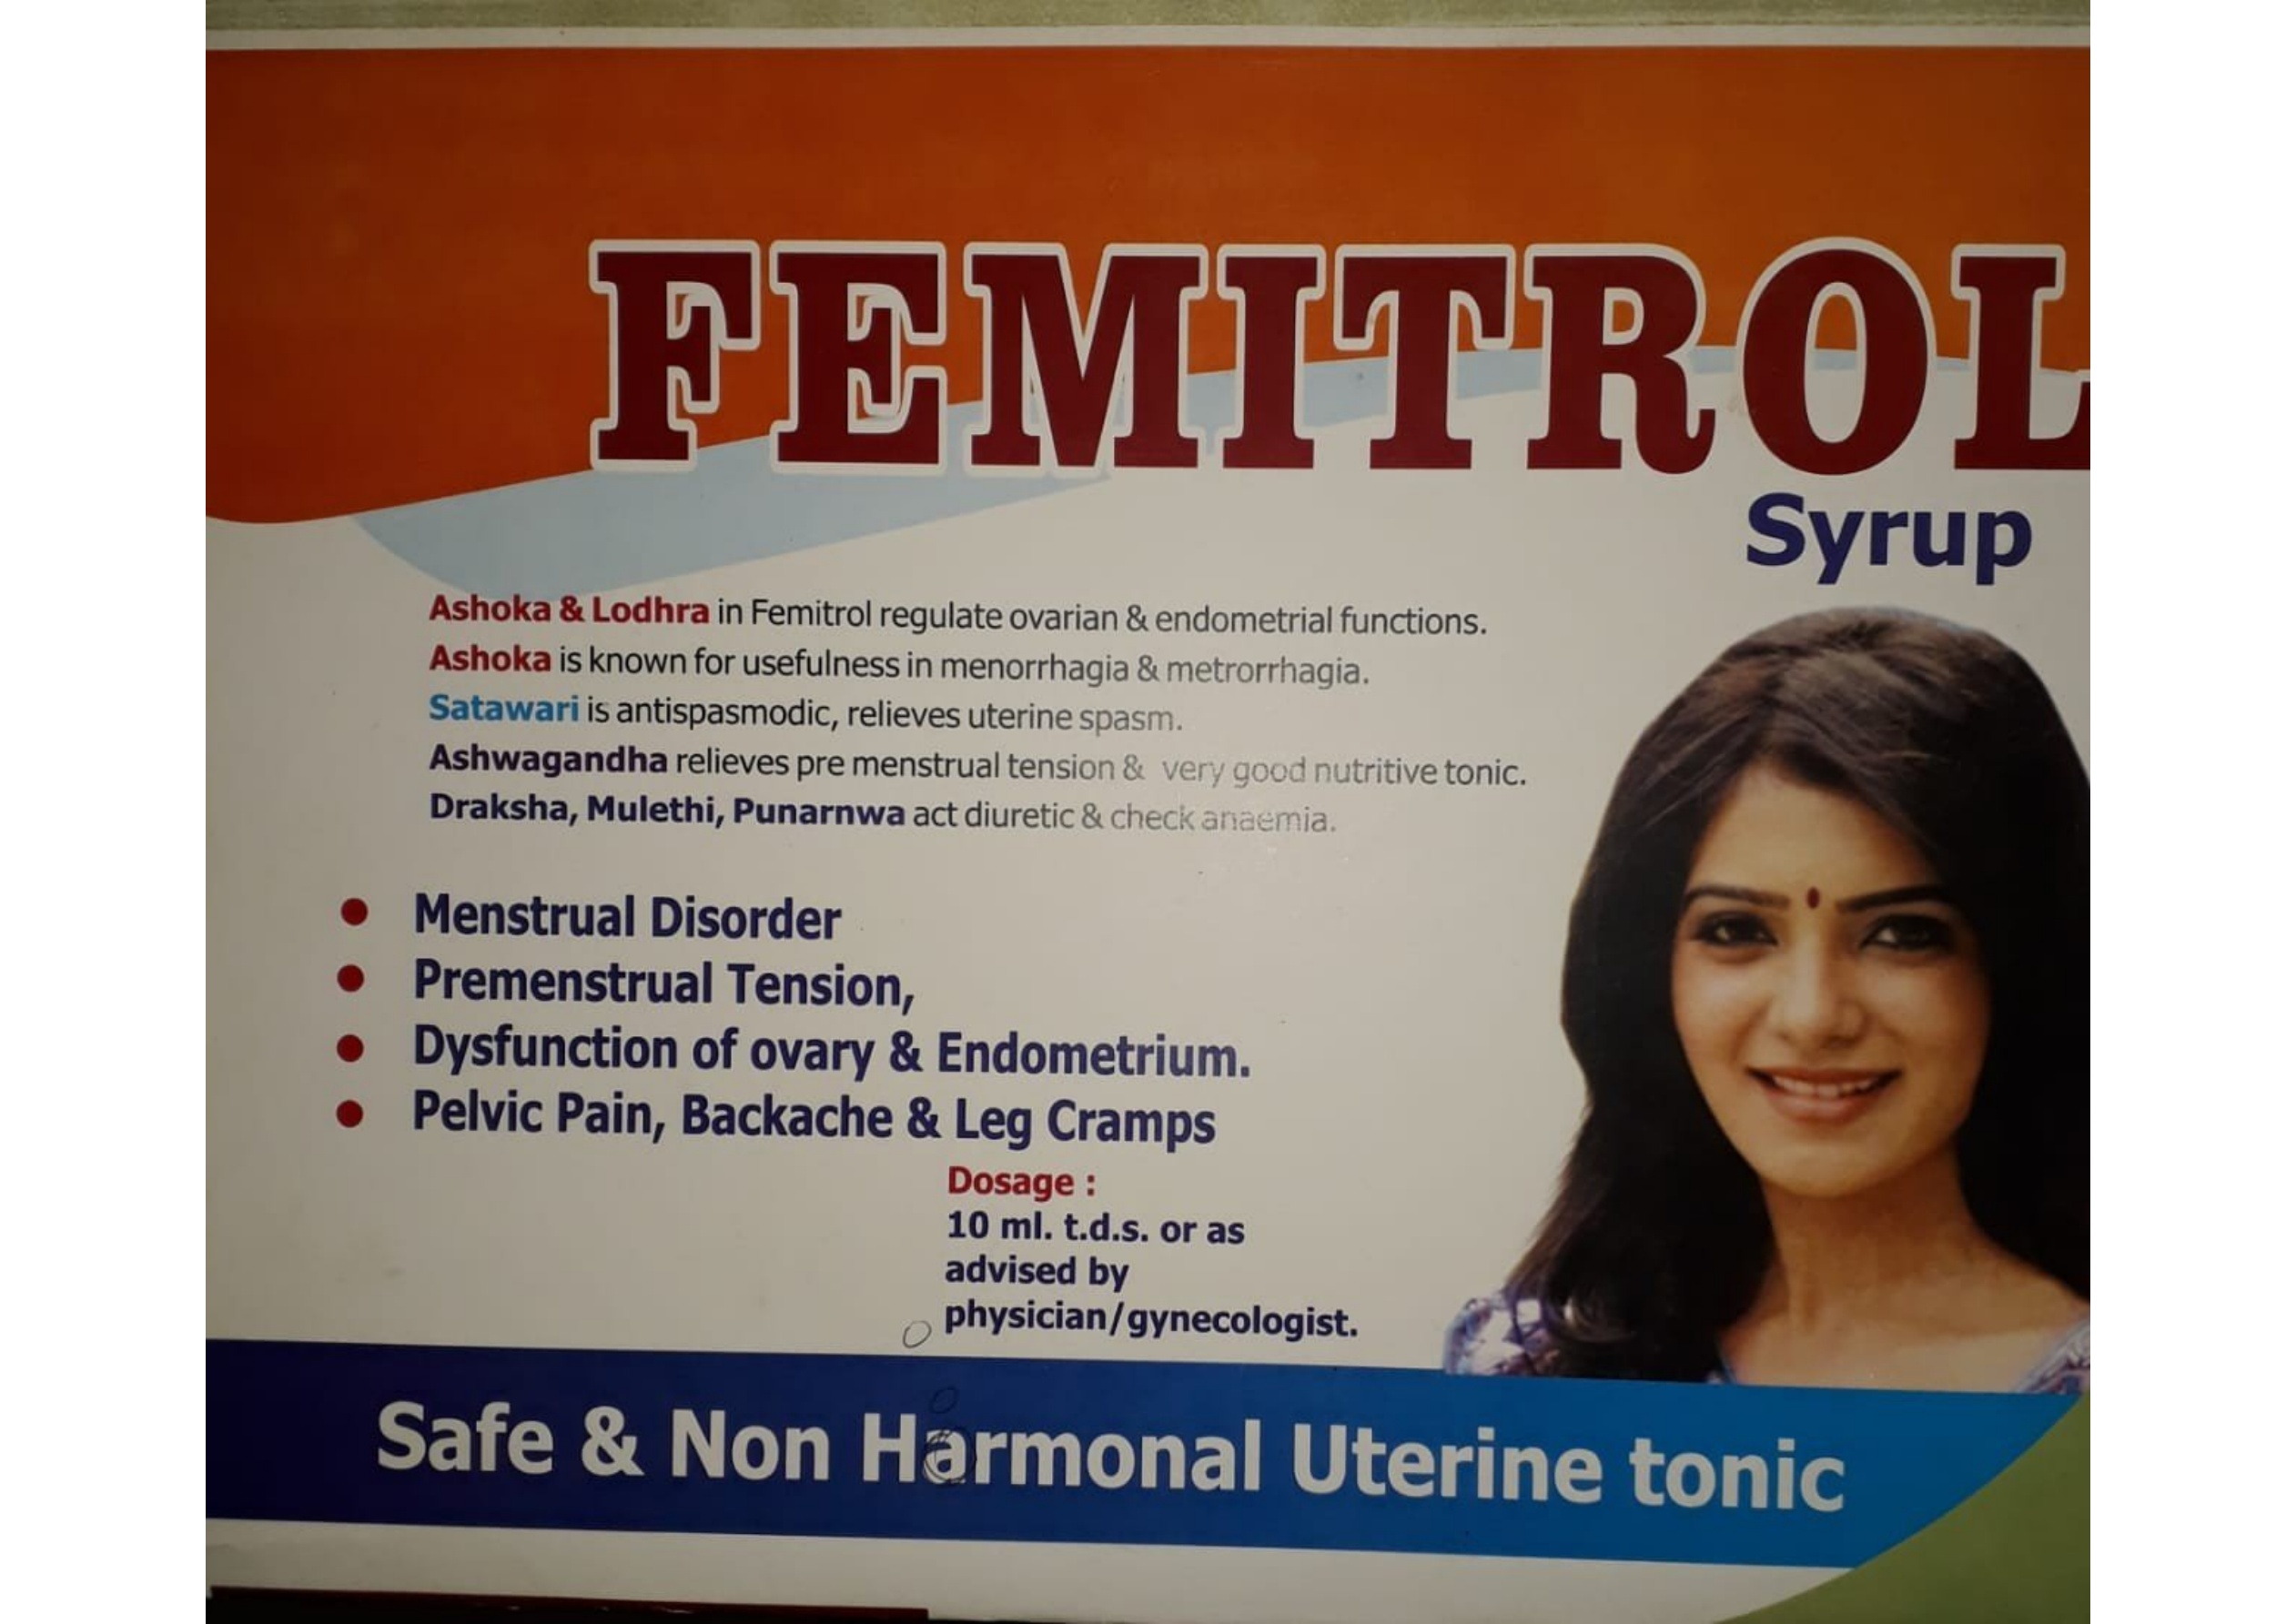 FEMITROL
Syrup
Ashoka & Lodhra in Femitrol regulate ovarian & endometrial functions.
Ashoka is known for usefulness in menorrhagia & metrorrhagia.
Satawari is antispasmodic, relieves uterine spasm.
Ashwagandha relieves pre menstrual tension & very good nutritive tonic.
Draksha, Mulethi, Punarnwa act diuretic & check anaemia.
• Menstrual Disorder
• Premenstrual Tension,
• Dysfunction of ovary & Endometrium.
• Pelvic Pain, Backache & Leg Cramps
Dosage :
10 ml. t.d.s. or as
advised by
physician/gynecologist.
Safe & Non Harmonal Uterine tonic